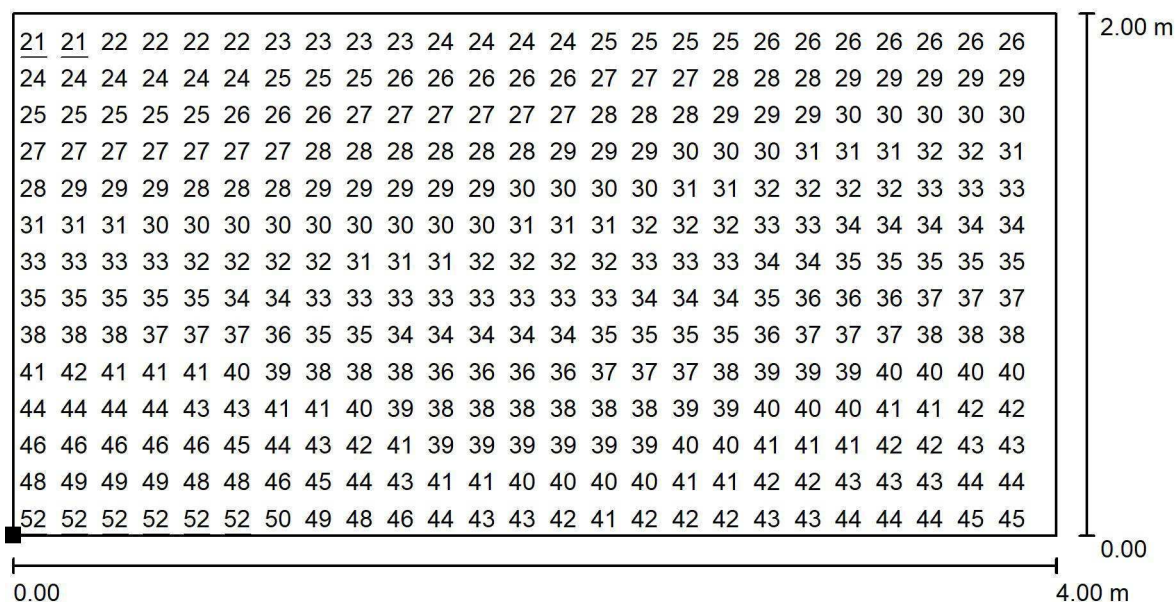 21 21 22 22 22 22 23 23 23 23 24 24 24 24 25 25 25 25 26 26 26 26 26 26 26
24 24 24 24 24 24 25 25 25 26 26 26 26 26 27 27 27 28 28 28 29 29 29 29 29
25 25 25 25 25 26 26 26 27 27 27 27 27 27 28 28 28 29 29 29 30 30 30 30 30
27 27 27 27 27 27 27 28 28 28 28 28 28 29 29 29 30 30 30 31 31 31 32 32 31
28 29 29 29 28 28 28 29 29 29 29 29 30 30 30 30 31 31 32 32 32 32 33 33 33
31 31 31 30 30 30 30 30 30 30 30 30 31 31 31 32 32 32 33 33 34 34 34 34 34
33 33 33 33 32 32 32 32 31 31 31 32 32 32 32 33 33 33 34 34 35 35 35 35 35
35 35 35 35 35 34 34 33 33 33 33 33 33 33 33 34 34 34 35 36 36 36 37 37 37
38 38 38 37 37 37 36 35 35 34 34 34 34 34 35 35 35 35 36 37 37 37 38 38 38
41 42 41 41 41 40 39 38 38 38 36 36 36 36 37 37 37 38 39 39 39 40 40 40 40
44 44 44 44 43 43 41 41 40 39 38 38 38 38 38 38 39 39 40 40 40 41 41 42 42
46 46 46 46 46 45 44 43 42 41 39 39 39 39 39 39 40 40 41 41 41 42 42 43 43
48 49 49 49 48 48 46 45 44 43 41 41 40 40 40 40 41 41 42 42 43 43 43 44 44
52 52 52 52 52 52 50 49 48 46 44 43 43 42 41 42 42 42 43 43 44 44 44 45 45
2.00 m
0.00
0.00
4.00 m